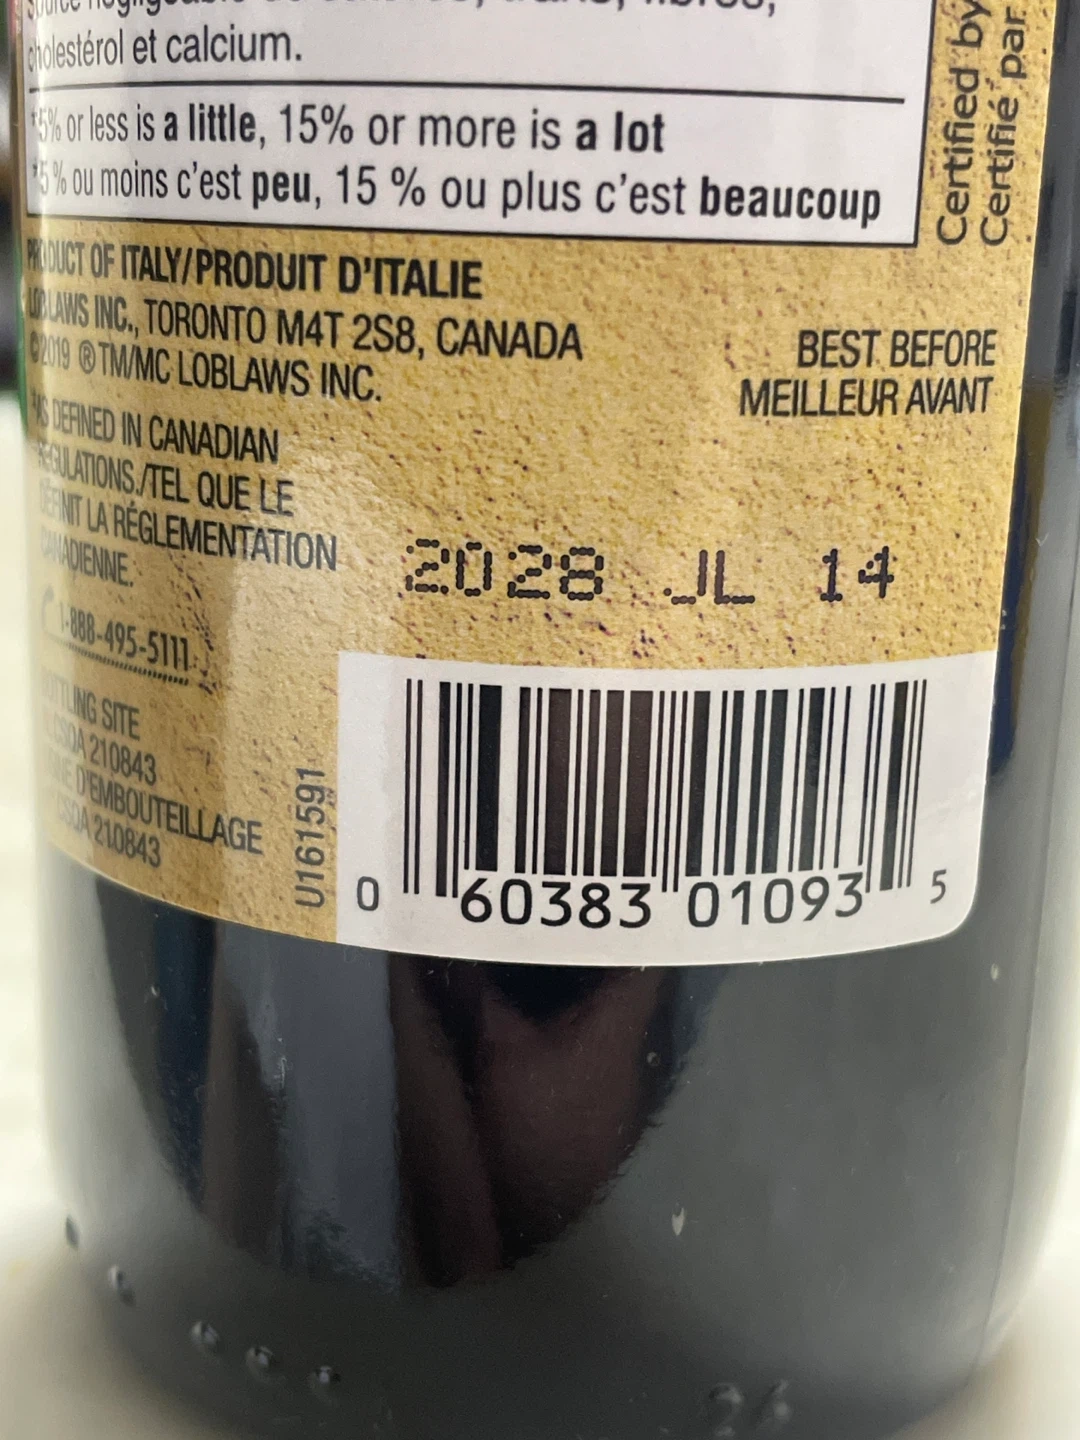 cholestérol et calcium.
*5% or less is a little, 15% or more is a lot
*5 % ou moins c'est peu, 15 % ou plus c'est beaucoup
Certified by
Certifié par
PRODUCT OF ITALY/PRODUIT D'ITALIE
LOBLAWS INC., TORONTO M4T 2S8, CANADA
©2019 ®TM/MC LOBLAWS INC.
BEST BEFORE
MEILLEUR AVANT
*AS DEFINED IN CANADIAN
REGULATIONS./TEL QUE LE
DÉFINIT LA RÉGLEMENTATION
CANADIENNE.
2028 JL 14
1-888-495-5111
BOTTLING SITE
CSQA 210843
D'EMBOUTEILLAGE
CSQA 210843
U161591
0 60383 01093 5